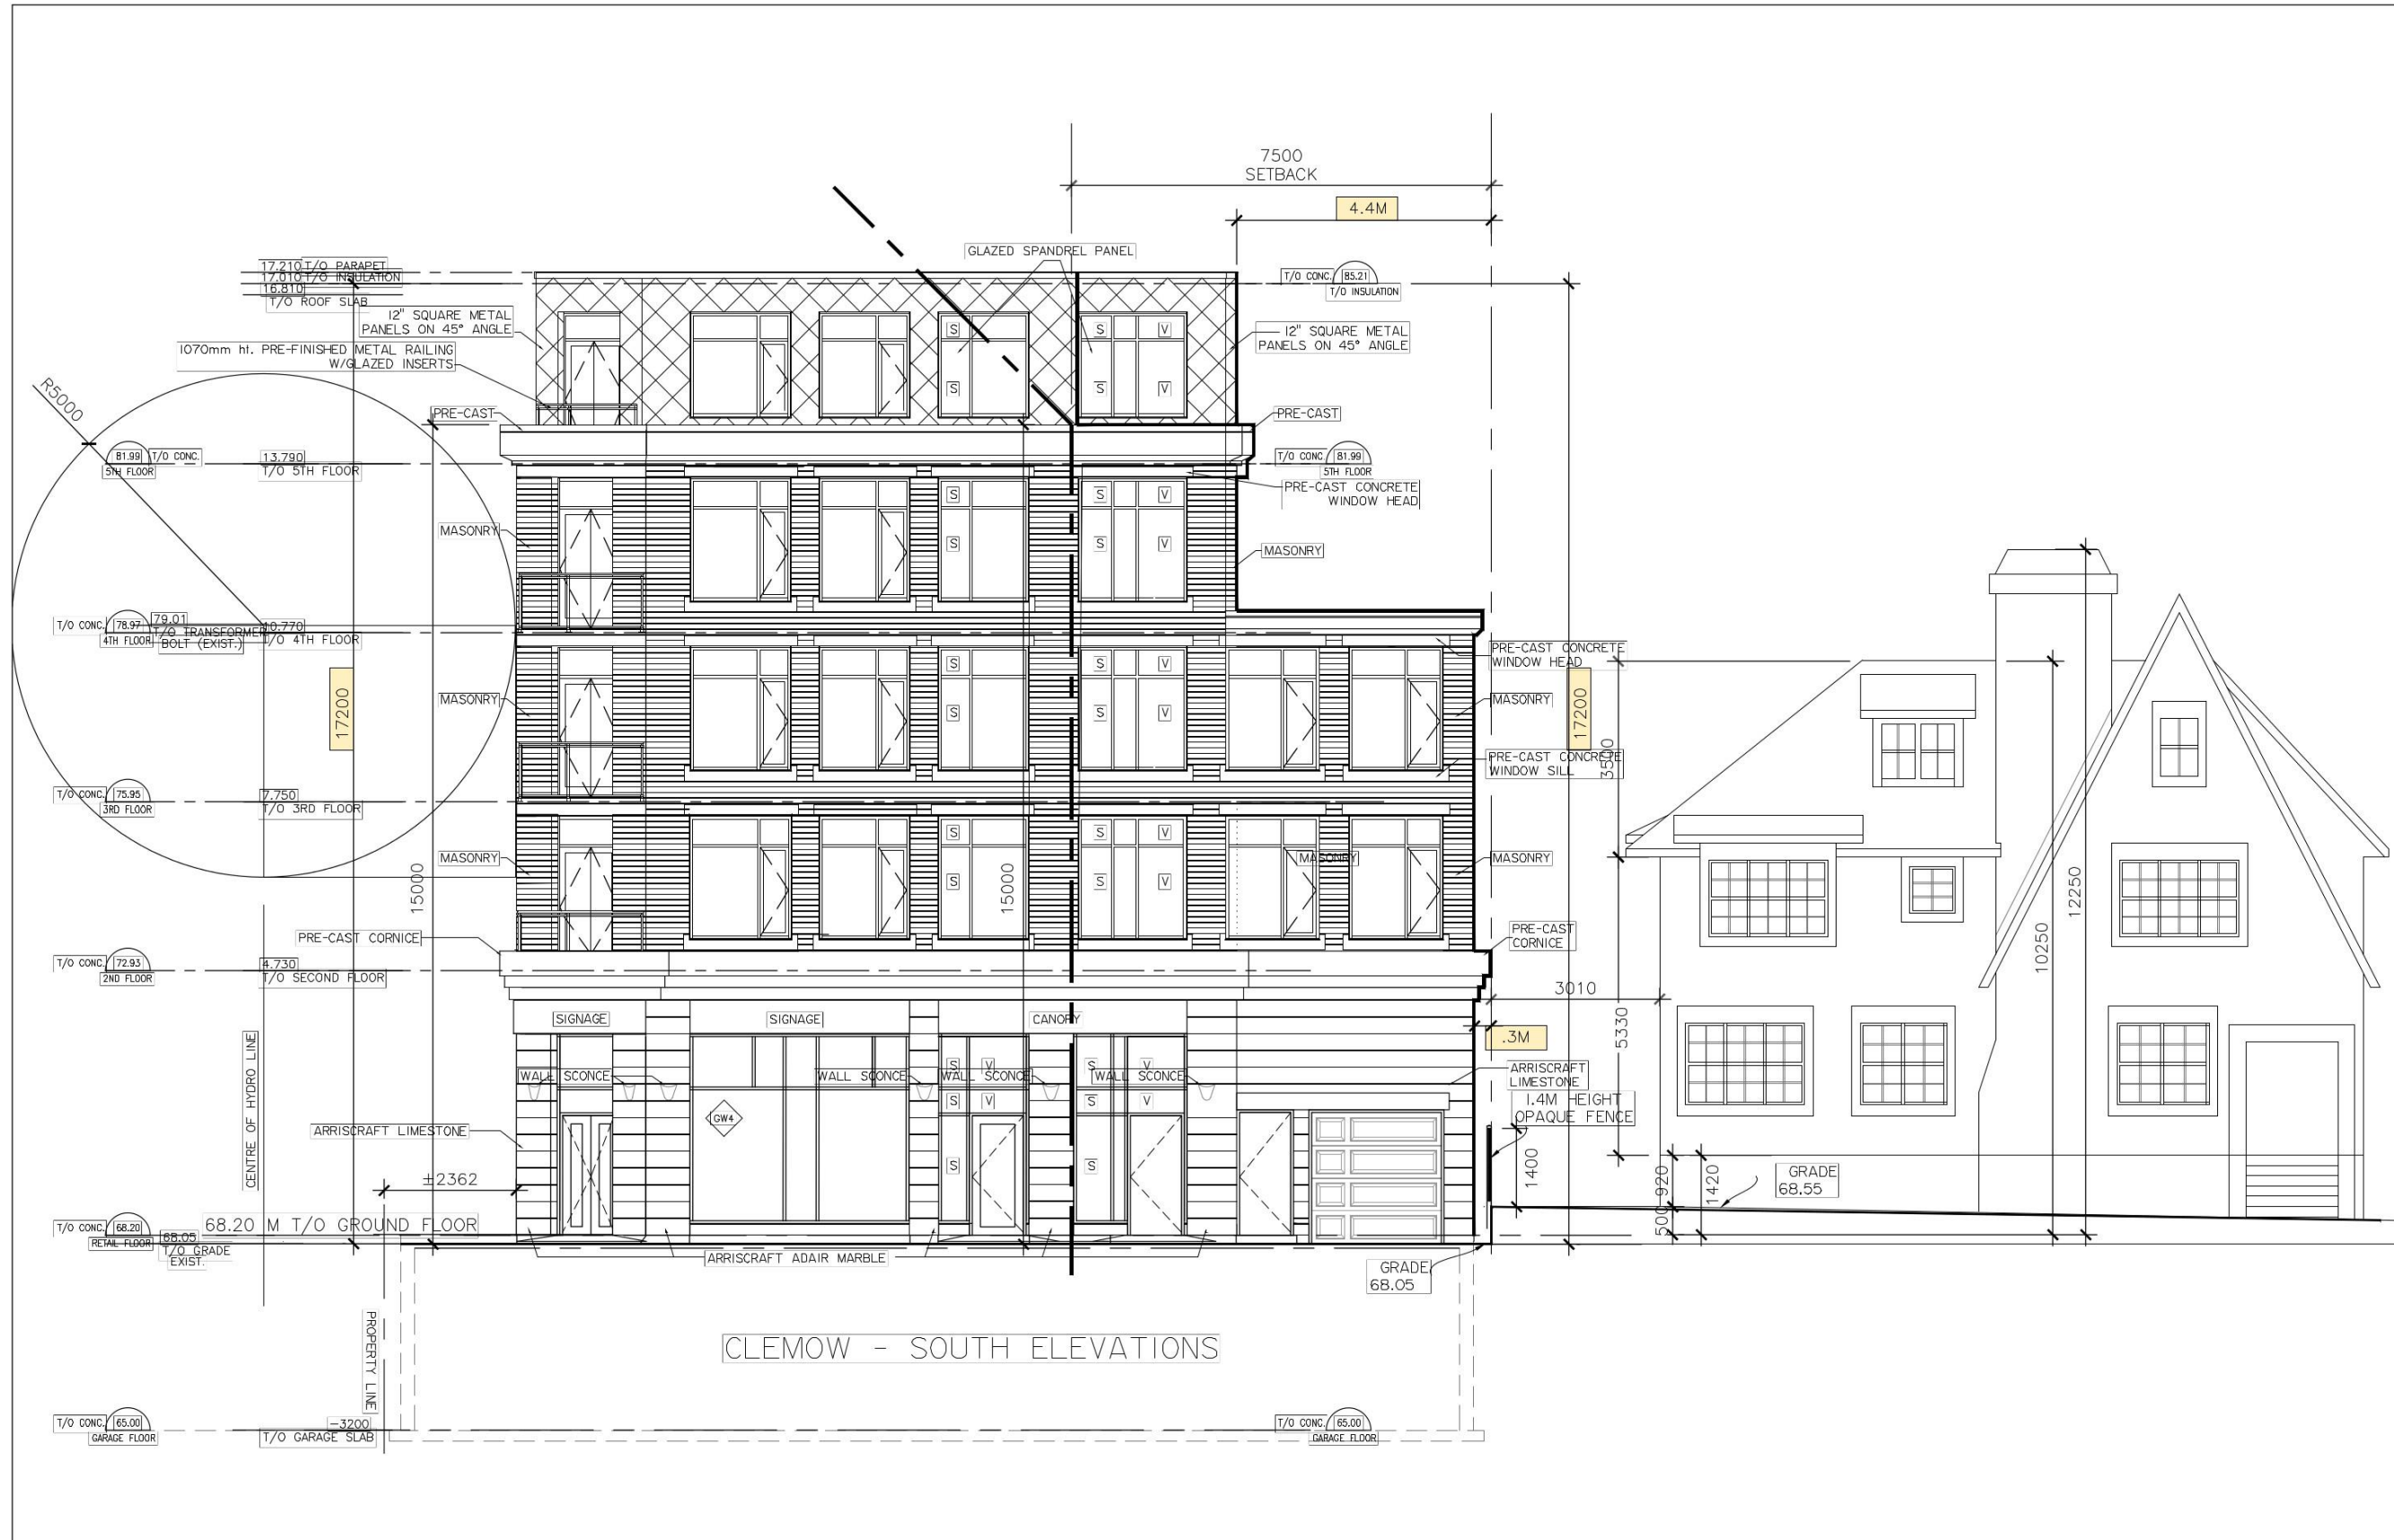 7500
SETBACK
4.4M
GLAZED SPANDREL PANEL
17.210 T/O PARAPET
17.010 T/O INSULATION
16.810
T/O ROOF SLAB
T/O CONC. 85.21
T/O INSULATION
12" SQUARE METAL
PANELS ON 45° ANGLE
12" SQUARE METAL
PANELS ON 45° ANGLE
S S V
1070mm ht. PRE-FINISHED METAL RAILING
W/GLAZED INSERTS
S S V
R5000
PRE-CAST
PRE-CAST
81.99 T/O CONC.
5TH FLOOR
13.790
T/O 5TH FLOOR
T/O CONC. 81.99
5TH FLOOR
PRE-CAST CONCRETE
WINDOW HEAD
S S V
MASONRY
S S V
MASONRY
T/O CONC. 78.97
4TH FLOOR
79.01
T/O TRANSFORMER
BOLT (EXIST.)
10.770
T/O 4TH FLOOR
PRE-CAST CONCRETE
WINDOW HEAD
S S V
17200
MASONRY
S S V
MASONRY
17200
3500
PRE-CAST CONCRETE
WINDOW SILL
T/O CONC. 75.95
3RD FLOOR
7.750
T/O 3RD FLOOR
S S V
MASONRY
MASONRY
MASONRY
S S V
15000
15000
12250
10250
PRE-CAST CORNICE
PRE-CAST
CORNICE
T/O CONC. 72.93
2ND FLOOR
4.730
T/O SECOND FLOOR
3010
SIGNAGE
SIGNAGE
CANOPY
.3M
5330
CENTRE OF HYDRO LINE
S V S V
WALL SCONCE
WALL SCONCE
WALL SCONCE
WALL SCONCE
ARRISCRAFT
LIMESTONE
S V S V
1.4M HEIGHT
OPAQUE FENCE
GW4
ARRISCRAFT LIMESTONE
S S
1400
±2362
920
1420
500
GRADE
68.55
T/O CONC. 68.20
RETAIL FLOOR
68.20 M T/O GROUND FLOOR
68.05
T/O GRADE
EXIST.
ARRISCRAFT ADAIR MARBLE
GRADE
68.05
PROPERTY LINE
CLEMOW - SOUTH ELEVATIONS
T/O CONC. 65.00
GARAGE FLOOR
-3200
T/O GARAGE SLAB
T/O CONC. 65.00
GARAGE FLOOR